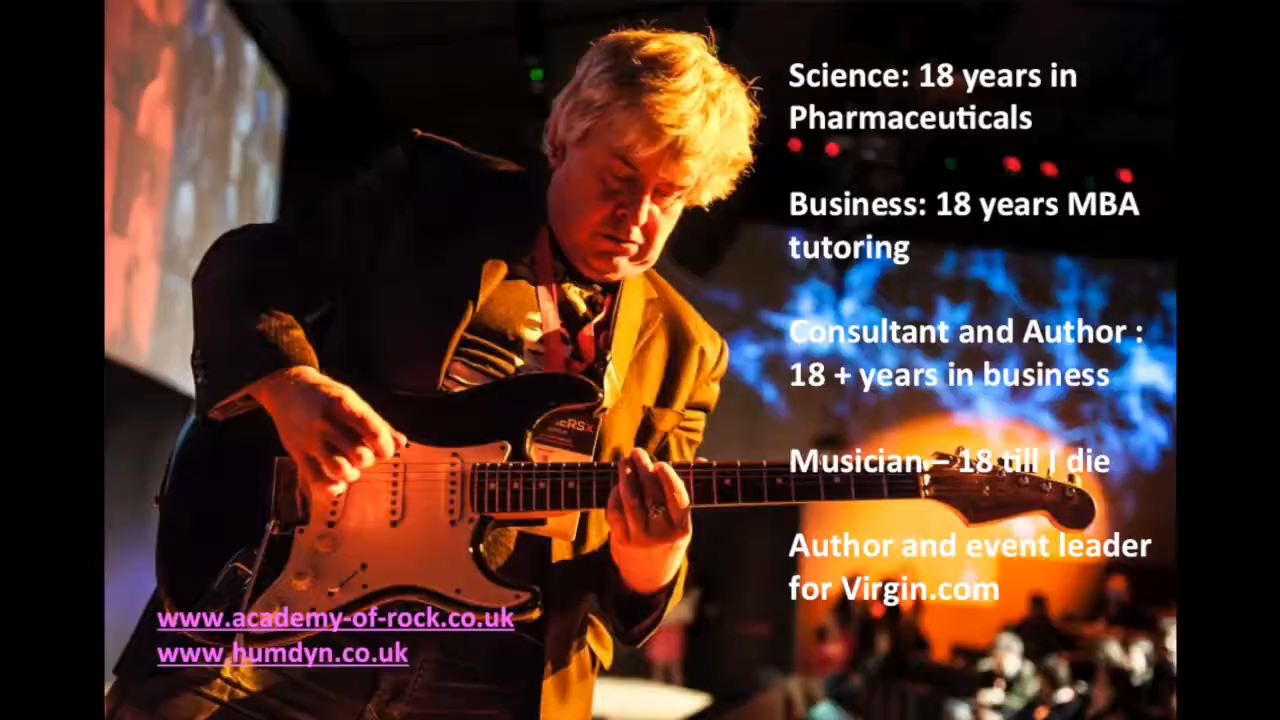 Science: 18 years in
Pharmaceuticals
Business: 18 years MBA
tutoring
Consultant and Author :
18 + years in business
Musician – 18 till I die
Author and event leader
for Virgin.com
www.academy-of-rock.co.uk
www.humdyn.co.uk